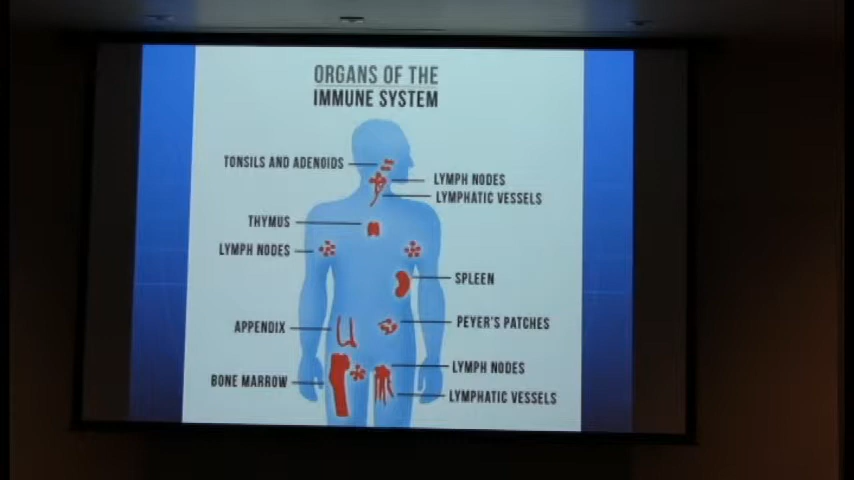 ORGANS OF THE
IMMUNE SYSTEM
TONSILS AND ADENOIDS
LYMPH NODES
LYMPHATIC VESSELS
THYMUS
LYMPH NODES
SPLEEN
APPENDIX
PEYER'S PATCHES
BONE MARROW
LYMPH NODES
LYMPHATIC VESSELS